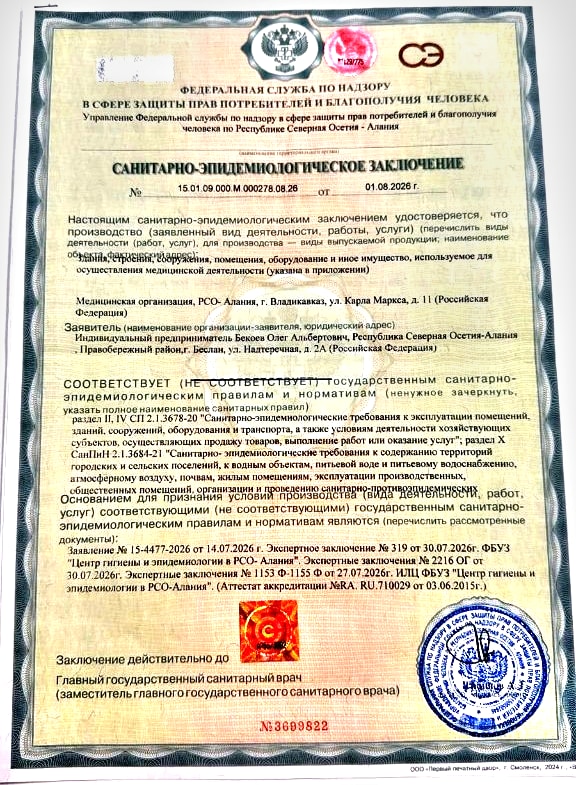 СЭ
ФЕДЕРАЛЬНАЯ СЛУЖБА ПО НАДЗОРУ
В СФЕРЕ ЗАЩИТЫ ПРАВ ПОТРЕБИТЕЛЕЙ И БЛАГОПОЛУЧИЯ ЧЕЛОВЕКА
Управление Федеральной службы по надзору в сфере защиты прав потребителей и благополучия
человека по Республике Северная Осетия - Алания
(наименование территориального органа)
САНИТАРНО-ЭПИДЕМИОЛОГИЧЕСКОЕ ЗАКЛЮЧЕНИЕ
№ 15.01.09.000.М.000278.08.26 от 01.08.2026 г.
Настоящим санитарно-эпидемиологическим заключением удостоверяется, что
производство (заявленный вид деятельности, работы, услуги) (перечислить виды
деятельности (работ, услуг), для производства — виды выпускаемой продукции; наименование
объекта, фактический адрес):
Здания, строения, сооружения, помещения, оборудование и иное имущество, используемое для
осуществления медицинской деятельности (указана в приложении)
Медицинская организация, РСО- Алания, г. Владикавказ, ул. Карла Маркса, д. 11 (Российская
Федерация)
Заявитель (наименование организации-заявителя, юридический адрес)
Индивидуальный предприниматель Бекоев Олег Альбертович, Республика Северная Осетия-Алания
, Правобережный район,г. Беслан, ул. Надтеречная, д. 2А (Российская Федерация)
СООТВЕТСТВУЕТ (НЕ СООТВЕТСТВУЕТ) государственным санитарно-
эпидемиологическим правилам и нормативам (ненужное зачеркнуть,
указать полное наименование санитарных правил)
раздел II, IV СП 2.1.3678-20 "Санитарно-эпидемиологические требования к эксплуатации помещений,
зданий, сооружений, оборудования и транспорта, а также условиям деятельности хозяйствующих
субъектов, осуществляющих продажу товаров, выполнение работ или оказание услуг"; раздел X
СанПиН 2.1.3684-21 "Санитарно- эпидемиологические требования к содержанию территорий
городских и сельских поселений, к водным объектам, питьевой воде и питьевому водоснабжению,
атмосферному воздуху, почвам, жилым помещениям, эксплуатации производственных,
общественных помещений, организации и проведению санитарно-противоэпидемических
Основанием для признания условий производства (вида деятельности, работ,
услуг) соответствующими (не соответствующими) государственным санитарно-
эпидемиологическим правилам и нормативам являются (перечислить рассмотренные
документы):
Заявление № 15-4477-2026 от 14.07.2026 г. Экспертное заключение № 319 от 30.07.2026г. ФБУЗ
"Центр гигиены и эпидемиологии в РСО- Алания". Экспертные заключения № 2216 ОГ от
30.07.2026г. Экспертные заключения № 1153 Ф-1155 Ф от 27.07.2026г. ИЛЦ ФБУЗ "Центр гигиены и
эпидемиологии в РСО-Алания". (Аттестат аккредитации №RA. RU.710029 от 03.06.2015г.)
Заключение действительно до
Главный государственный санитарный врач
(заместитель главного государственного санитарного врача)
№3699822
ООО «Первый печатный двор», г. Смоленск, 2024 г.